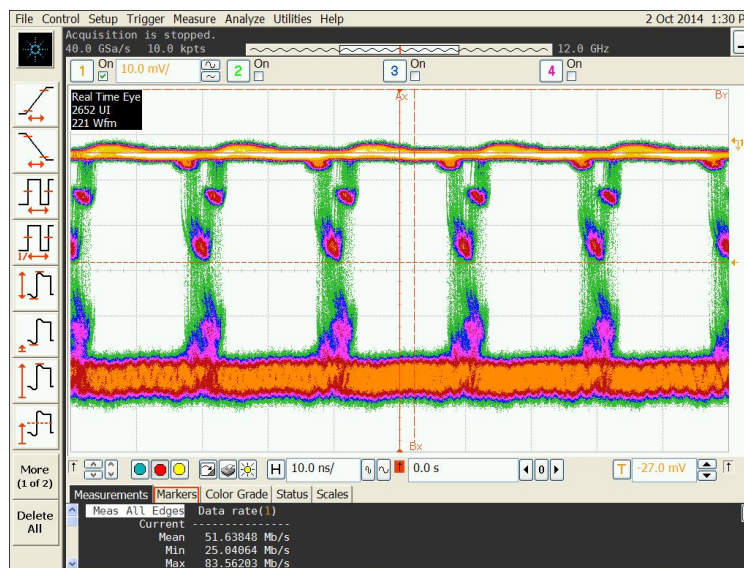 File Control Setup Trigger Measure Analyze Utilities Help 2 Oct 2014 1:30 P
Acquisition is stopped.
40.0 GSa/s 10.0 kpts 12.0 GHz
1 On 10.0 mV/ 2 On 3 On 4 On
Real Time Eye
2652 UI
221 Wfm
Ax By
1
1/
Bx
More
(1 of 2)
Delete
All
H 10.0 ns/ 0.0 s 0 T -27.0 mV
Measurements Markers Color Grade Status Scales
Meas All Edges Data rate(1)
Current ---------------
Mean 51.63848 Mb/s
Min 25.04064 Mb/s
Max 83.56203 Mb/s